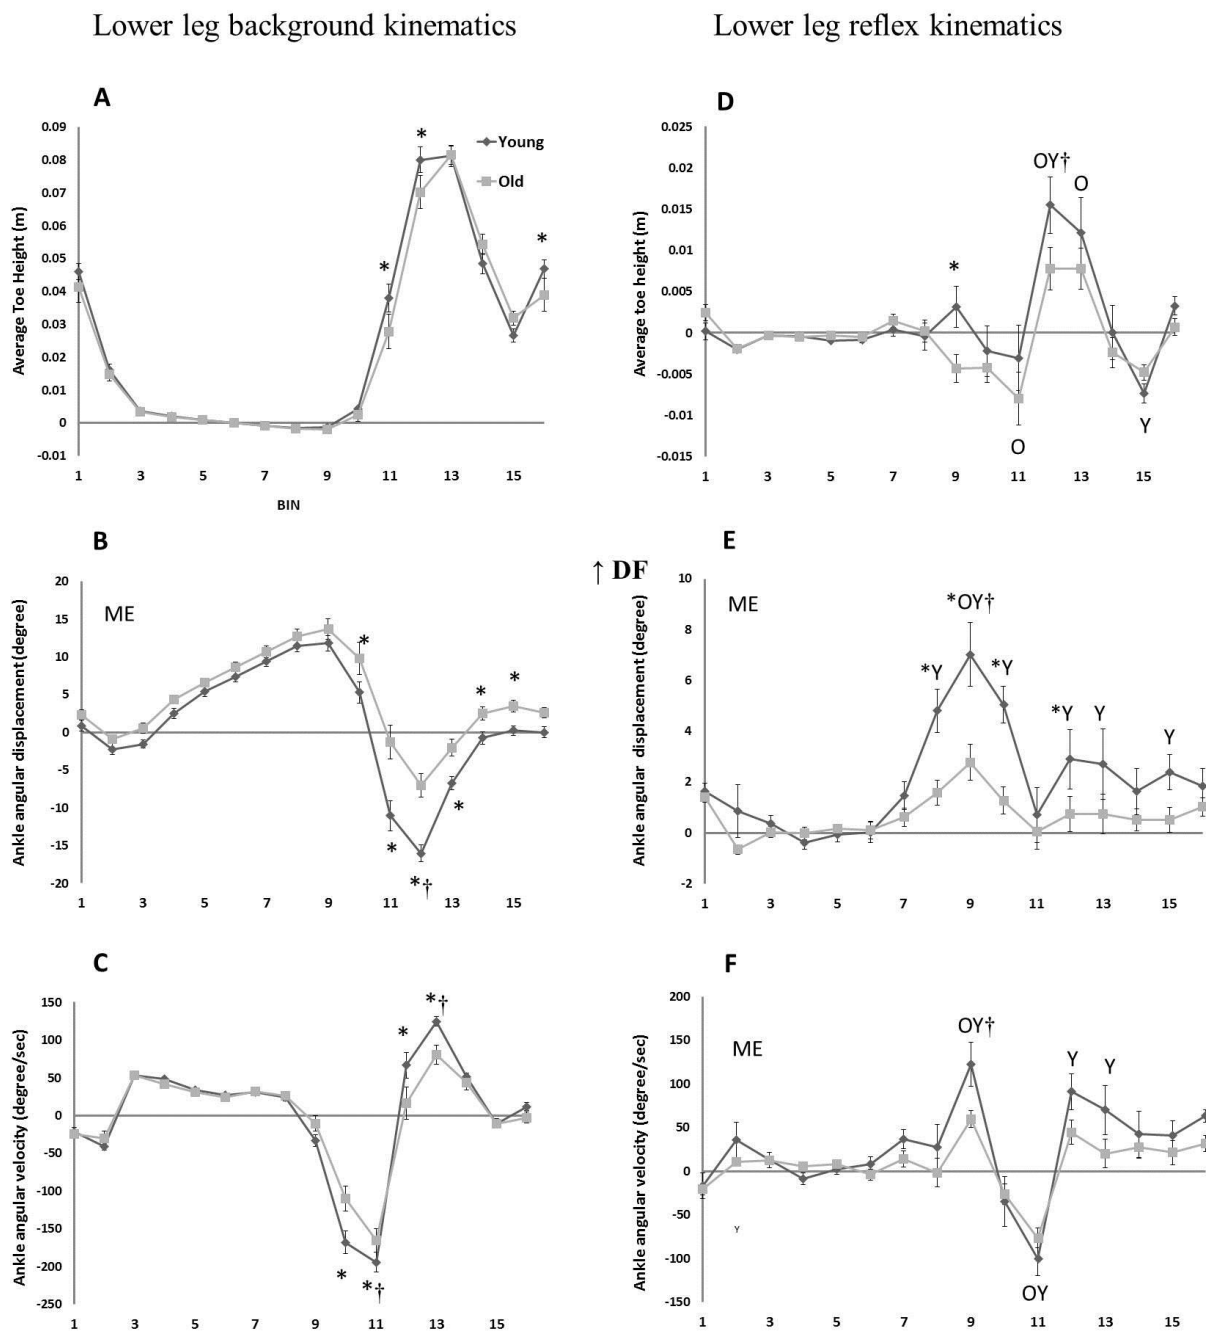 Lower leg background kinematics
Lower leg reflex kinematics
A
Average Toe Height (m)
0.09
0.08
0.07
0.06
0.05
0.04
0.03
0.02
0.01
0
-0.01
Young
Old
*
*
*
1 3 5 7 9 11 13 15
BIN
D
Average toe height (m)
0.025
0.02
0.015
0.01
0.005
0
-0.005
-0.01
-0.015
*
OY†
O
O
Y
1 3 5 7 9 11 13 15
B
Ankle angular displacement (degree)
20
15
10
5
0
-5
-10
-15
-20
ME
*
*
*
*
*
*†
1 3 5 7 9 11 13 15
↑ DF
E
Ankle angular displacement (degree)
10
8
6
4
2
0
-2
ME
*OY†
*Y
*Y
*Y
Y
Y
1 3 5 7 9 11 13 15
C
Ankle angular velocity (degree/sec)
150
100
50
0
-50
-100
-150
-200
-250
*†
*
*
*†
1 3 5 7 9 11 13 15
F
Ankle angular velocity (degree/sec)
200
150
100
50
0
-50
-100
-150
ME
OY†
Y
Y
Y
OY
1 3 5 7 9 11 13 15